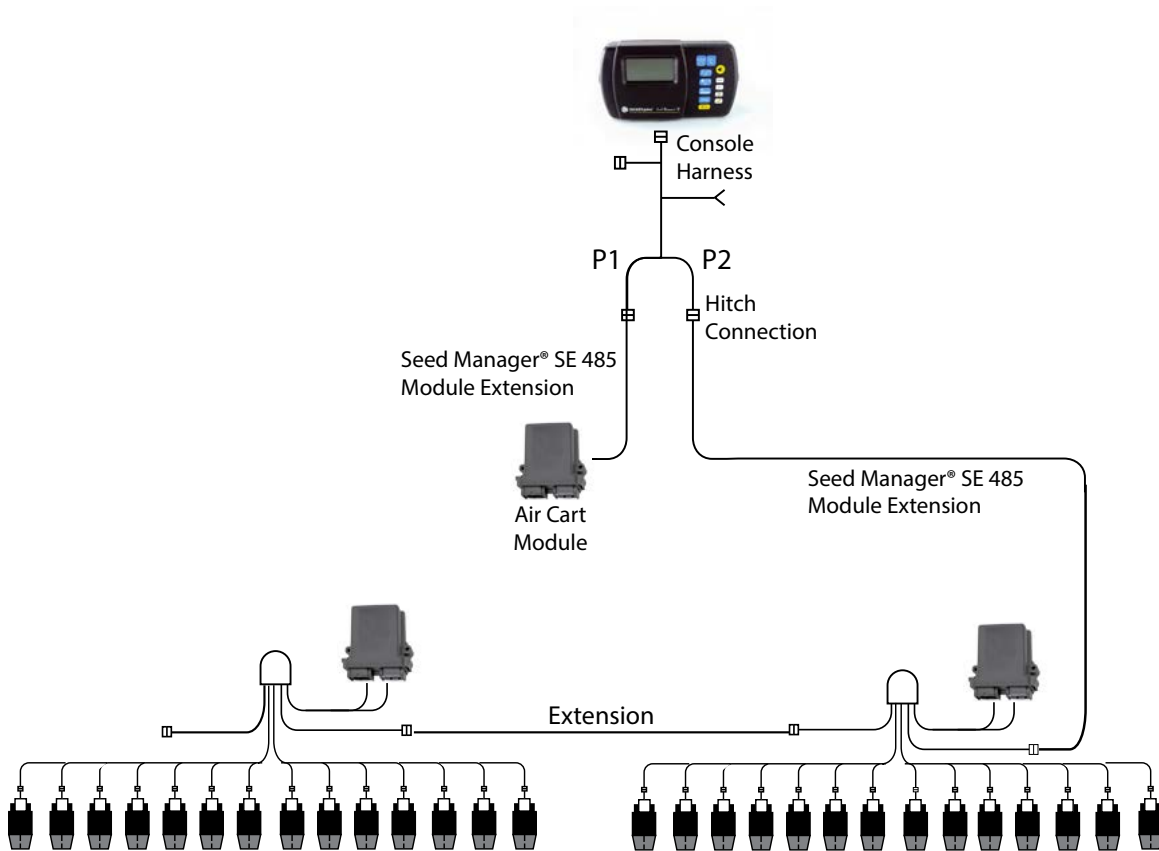 Console
Harness
P1
P2
Hitch
Connection
Seed Manager® SE 485
Module Extension
Air Cart
Module
Seed Manager® SE 485
Module Extension
Extension